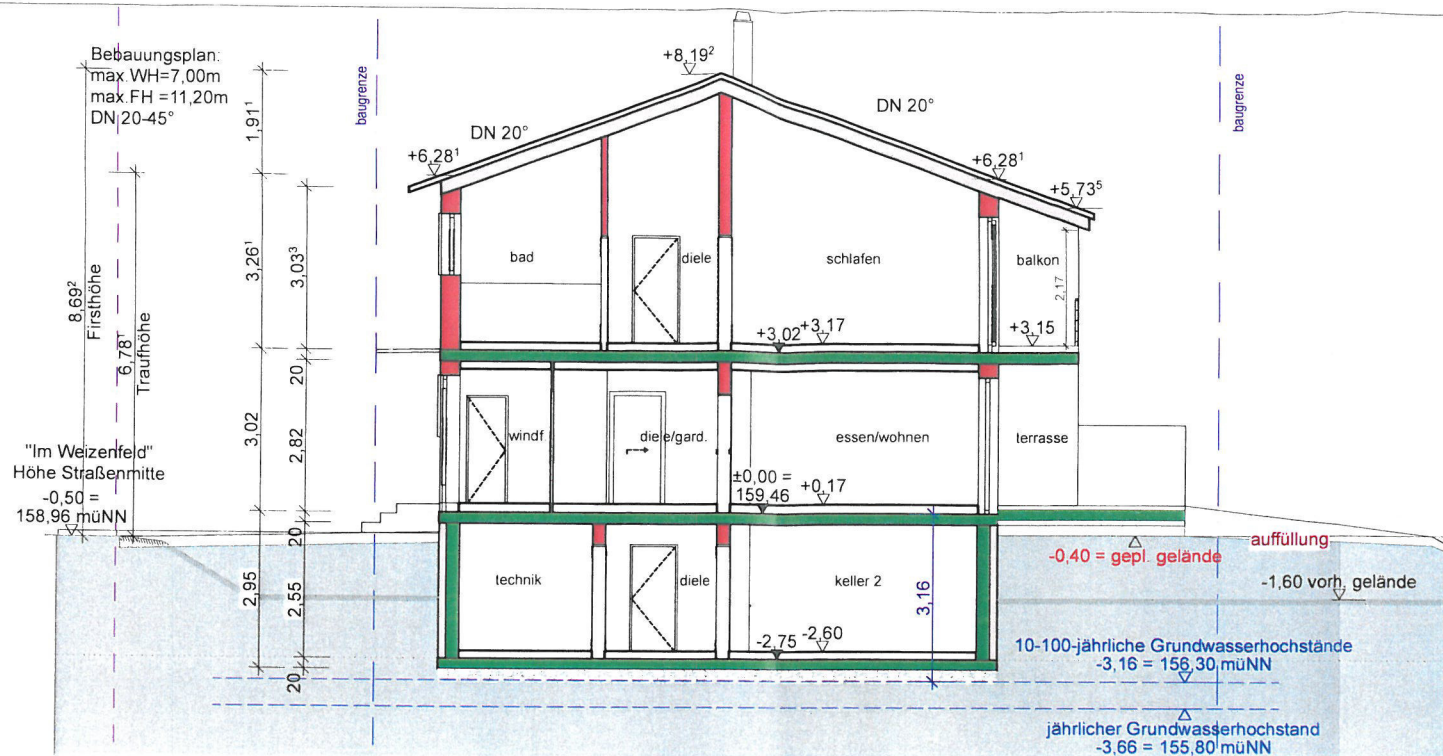 Bebauungsplan:
max.WH=7,00m
max.FH =11,20m
DN 20-45°
baugrenze
baugrenze
+8,19²
DN 20°
DN 20°
+6,28¹
+6,28¹
+5,73⁵
1,91¹
3,26¹
3,03³
8,69²
Firsthöhe
6,78¹
Traufhöhe
bad
diele
schlafen
balkon
2,17
+3,02
+3,17
+3,15
20
3,02
2,82
windf.
die e/gard.
essen/wohnen
terrasse
"Im Weizenfeld"
Höhe Straßenmitte
-0,50 =
158,96 müNN
±0,00 =
159,46
+0,17
20
2,95
2,55
technik
diele
keller 2
3,16
-0,40 = gepl. gelände
auffüllung
-1,60 vorh. gelände
-2,75
-2,60
20
10-100-jährliche Grundwasserhochstände
-3,16 = 156,30 müNN
jährlicher Grundwasserhochstand
-3,66 = 155,80 müNN